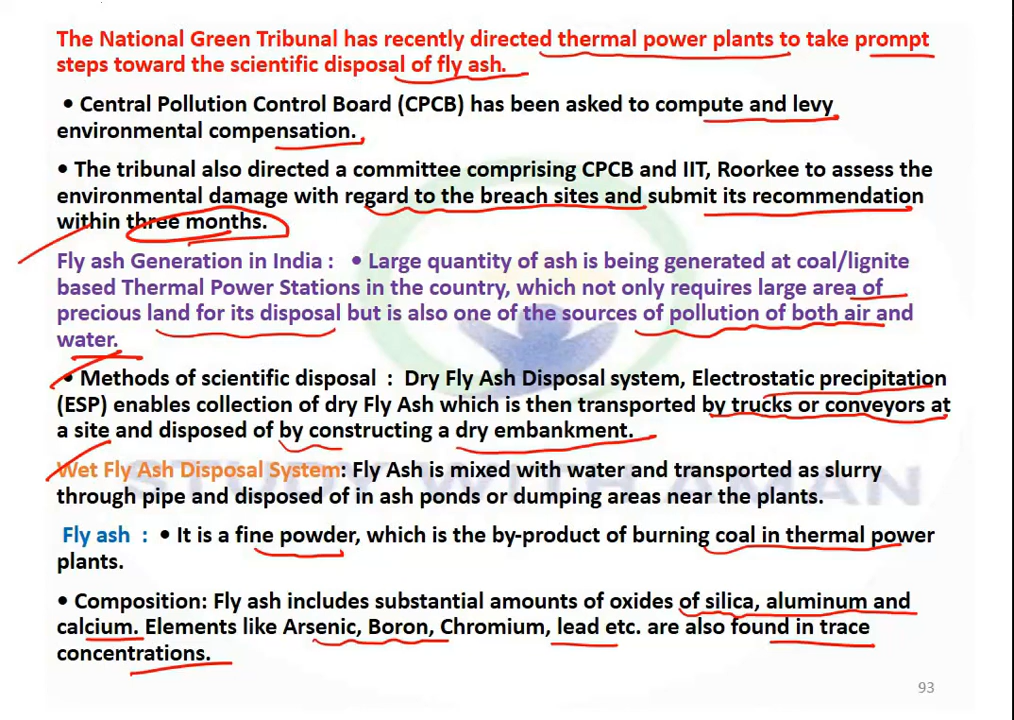 The National Green Tribunal has recently directed thermal power plants to take prompt
steps toward the scientific disposal of fly ash.
• Central Pollution Control Board (CPCB) has been asked to compute and levy
environmental compensation.
• The tribunal also directed a committee comprising CPCB and IIT, Roorkee to assess the
environmental damage with regard to the breach sites and submit its recommendation
within three months.
Fly ash Generation in India : • Large quantity of ash is being generated at coal/lignite
based Thermal Power Stations in the country, which not only requires large area of
precious land for its disposal but is also one of the sources of pollution of both air and
water.
• Methods of scientific disposal : Dry Fly Ash Disposal system, Electrostatic precipitation
(ESP) enables collection of dry Fly Ash which is then transported by trucks or conveyors at
a site and disposed of by constructing a dry embankment.
Wet Fly Ash Disposal System: Fly Ash is mixed with water and transported as slurry
STUDY WITH AMAN
through pipe and disposed of in ash ponds or dumping areas near the plants.
Fly ash : • It is a fine powder, which is the by-product of burning coal in thermal power
plants.
• Composition: Fly ash includes substantial amounts of oxides of silica, aluminum and
calcium. Elements like Arsenic, Boron, Chromium, lead etc. are also found in trace
concentrations.
93